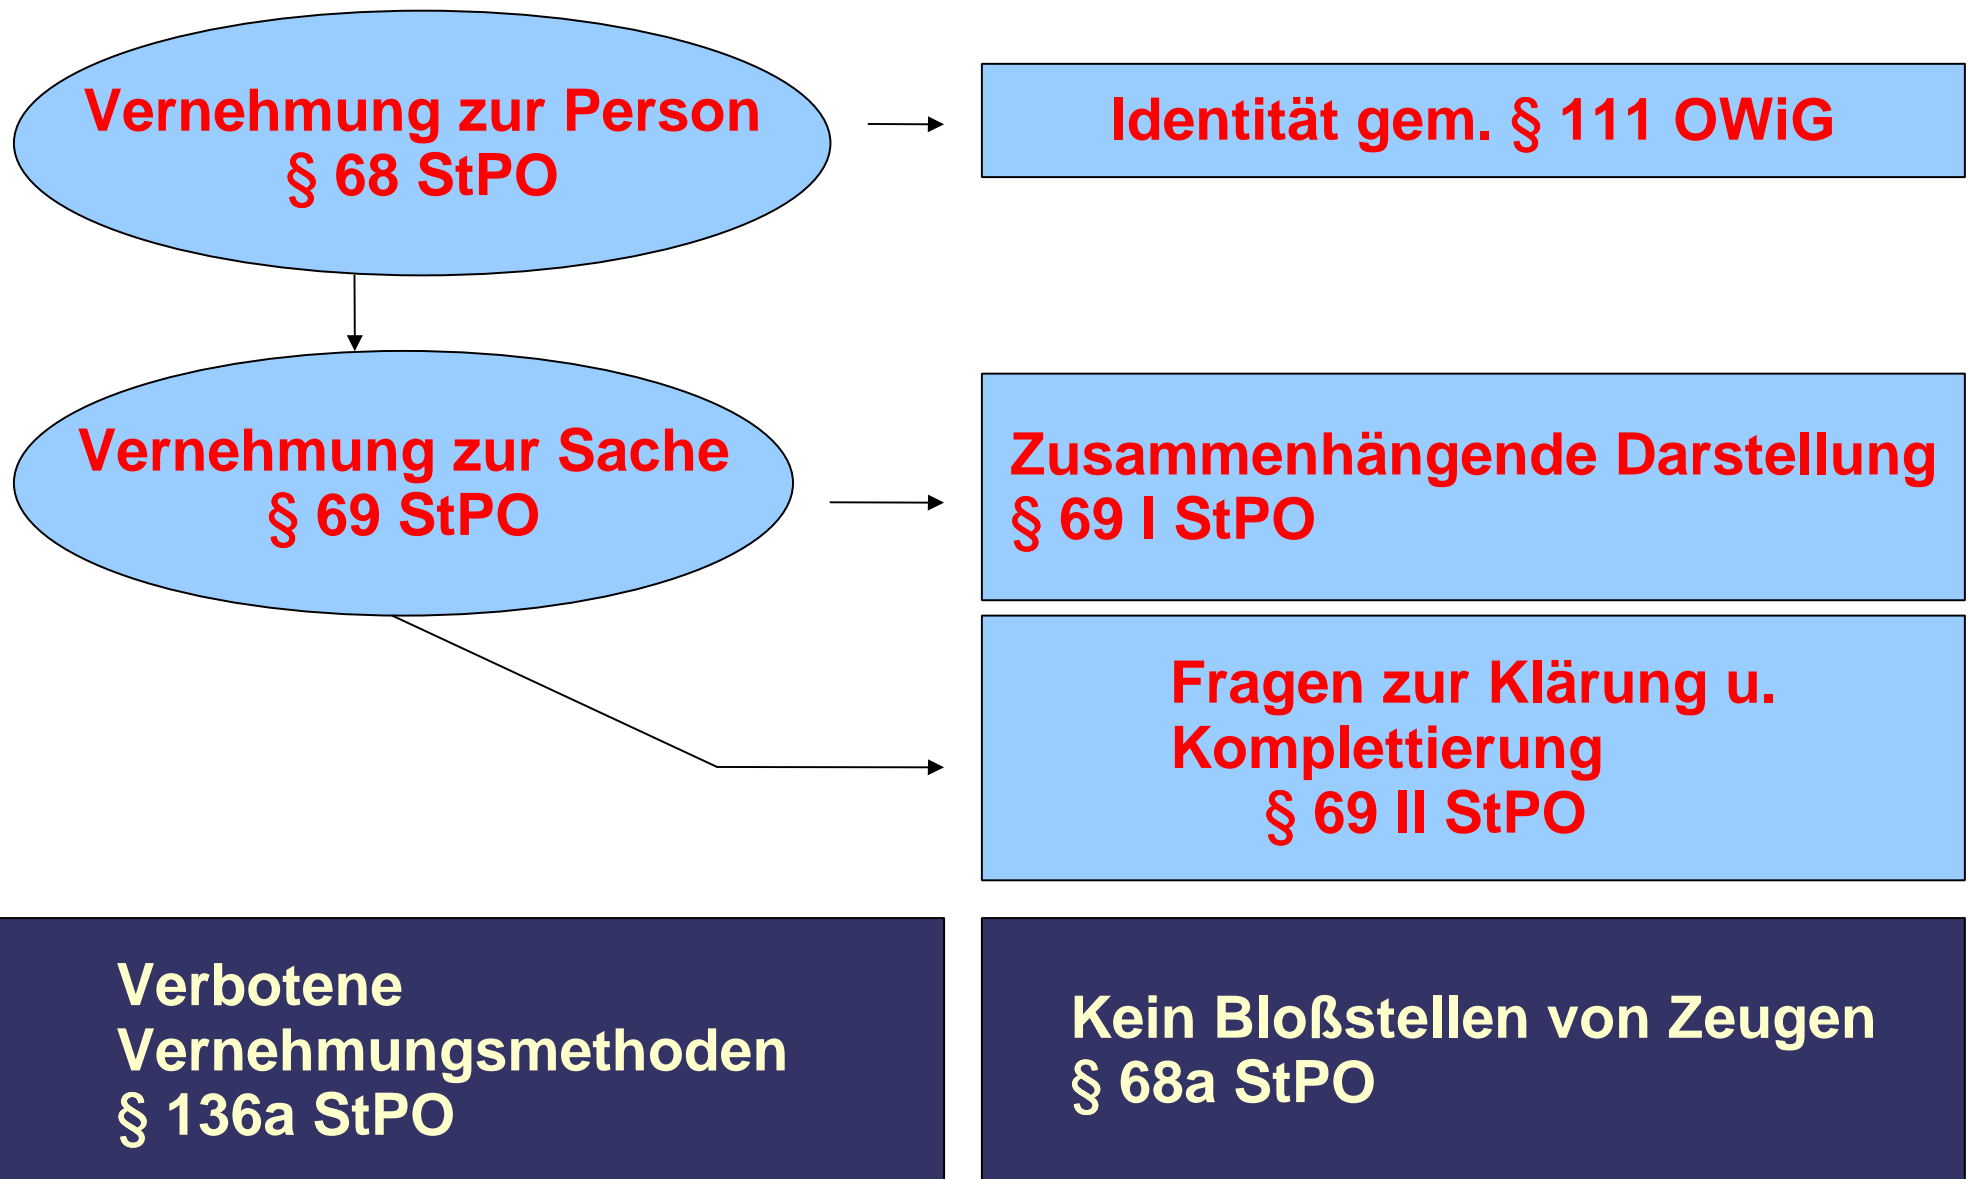 Vernehmung zur Person
§ 68 StPO
Identität gem. § 111 OWiG
Vernehmung zur Sache
§ 69 StPO
Zusammenhängende Darstellung
§ 69 I StPO
Fragen zur Klärung u.
Komplettierung
§ 69 II StPO
Verbotene
Vernehmungsmethoden
§ 136a StPO
Kein Bloßstellen von Zeugen
§ 68a StPO